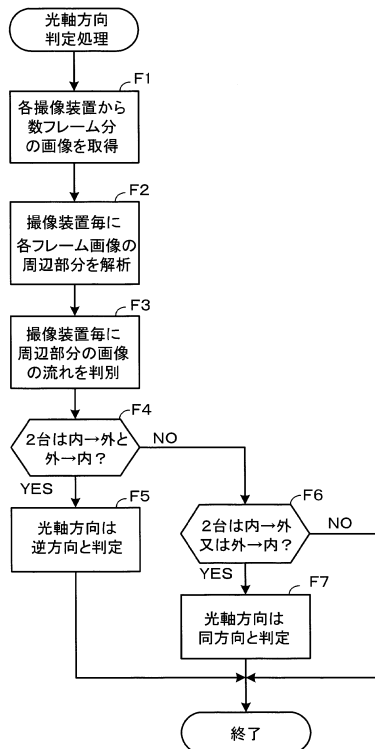 光軸方向
判定処理
F1
各撮像装置から
数フレーム分
の画像を取得
F2
撮像装置毎に
各フレーム画像の
周辺部分を解析
F3
撮像装置毎に
周辺部分の画像
の流れを判別
F4
2台は内→外と
外→内?
NO
YES
F5
光軸方向は
逆方向と判定
F6
2台は内→外
又は外→内?
NO
YES
F7
光軸方向は
同方向と判定
終了